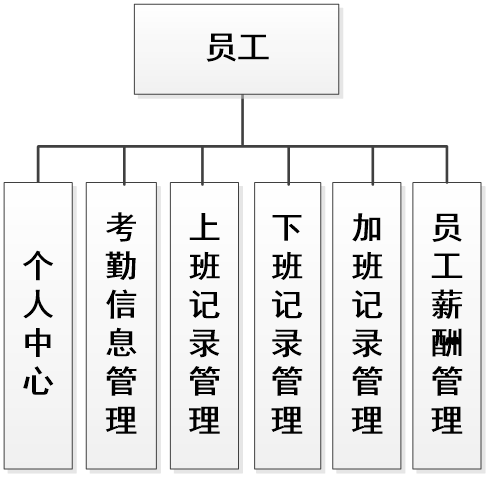 员工
个人中心
考勤信息管理
上班记录管理
下班记录管理
加班记录管理
员工薪酬管理